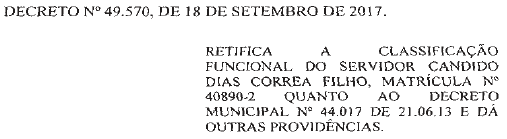 DECRETO Nº 49.570, DE 18 DE SETEMBRO DE 2017.
RETIFICA A CLASSIFICAÇÃO
FUNCIONAL DO SERVIDOR CANDIDO
DIAS CORREA FILHO, MATRÍCULA Nº
40890-2 QUANTO AO DECRETO
MUNICIPAL Nº 44.017 DE 21.06.13 E DÁ
OUTRAS PROVIDÊNCIAS.